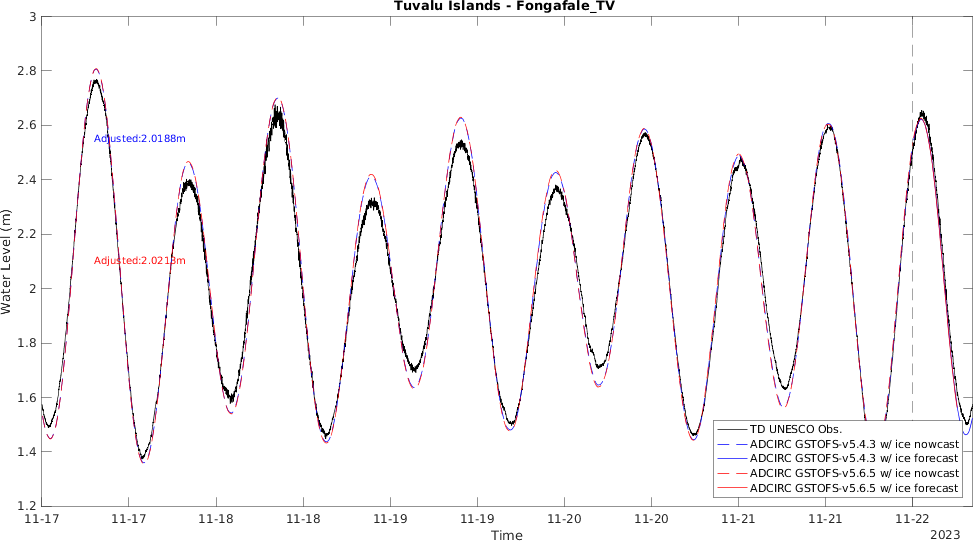 Tuvalu Islands - Fongafale_TV
3
2.8
2.6
2.4
2.2
2
1.8
1.6
1.4
1.2
Water Level (m)
Adjusted:2.0188m
Adjusted:2.0213m
TD UNESCO Obs.
ADCIRC GSTOFS-v5.4.3 w/ ice nowcast
ADCIRC GSTOFS-v5.4.3 w/ ice forecast
ADCIRC GSTOFS-v5.6.5 w/ ice nowcast
ADCIRC GSTOFS-v5.6.5 w/ ice forecast
11-17 11-17 11-18 11-18 11-19 11-19 11-20 11-20 11-21 11-21 11-22
Time
2023